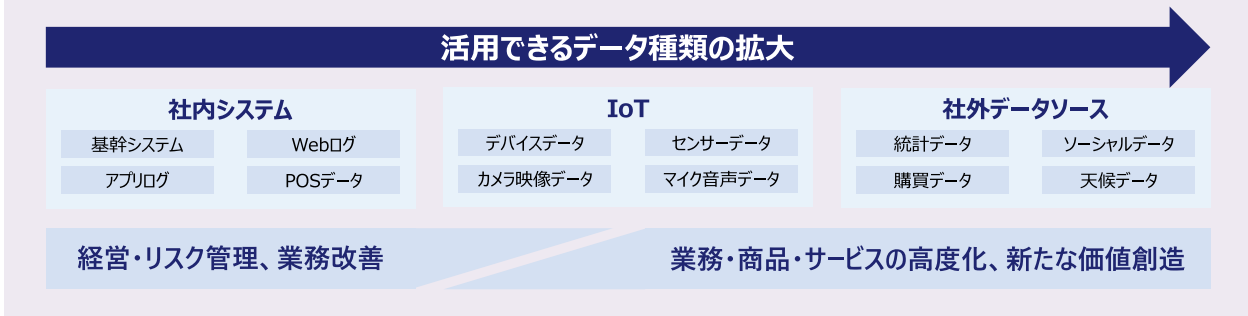 活用できるデータ種類の拡大
社内システム
基幹システム
Webログ
アプリログ
POSデータ
IoT
デバイスデータ
センサーデータ
カメラ映像データ
マイク音声データ
社外データソース
統計データ
ソーシャルデータ
購買データ
天候データ
経営・リスク管理、業務改善
業務・商品・サービスの高度化、新たな価値創造